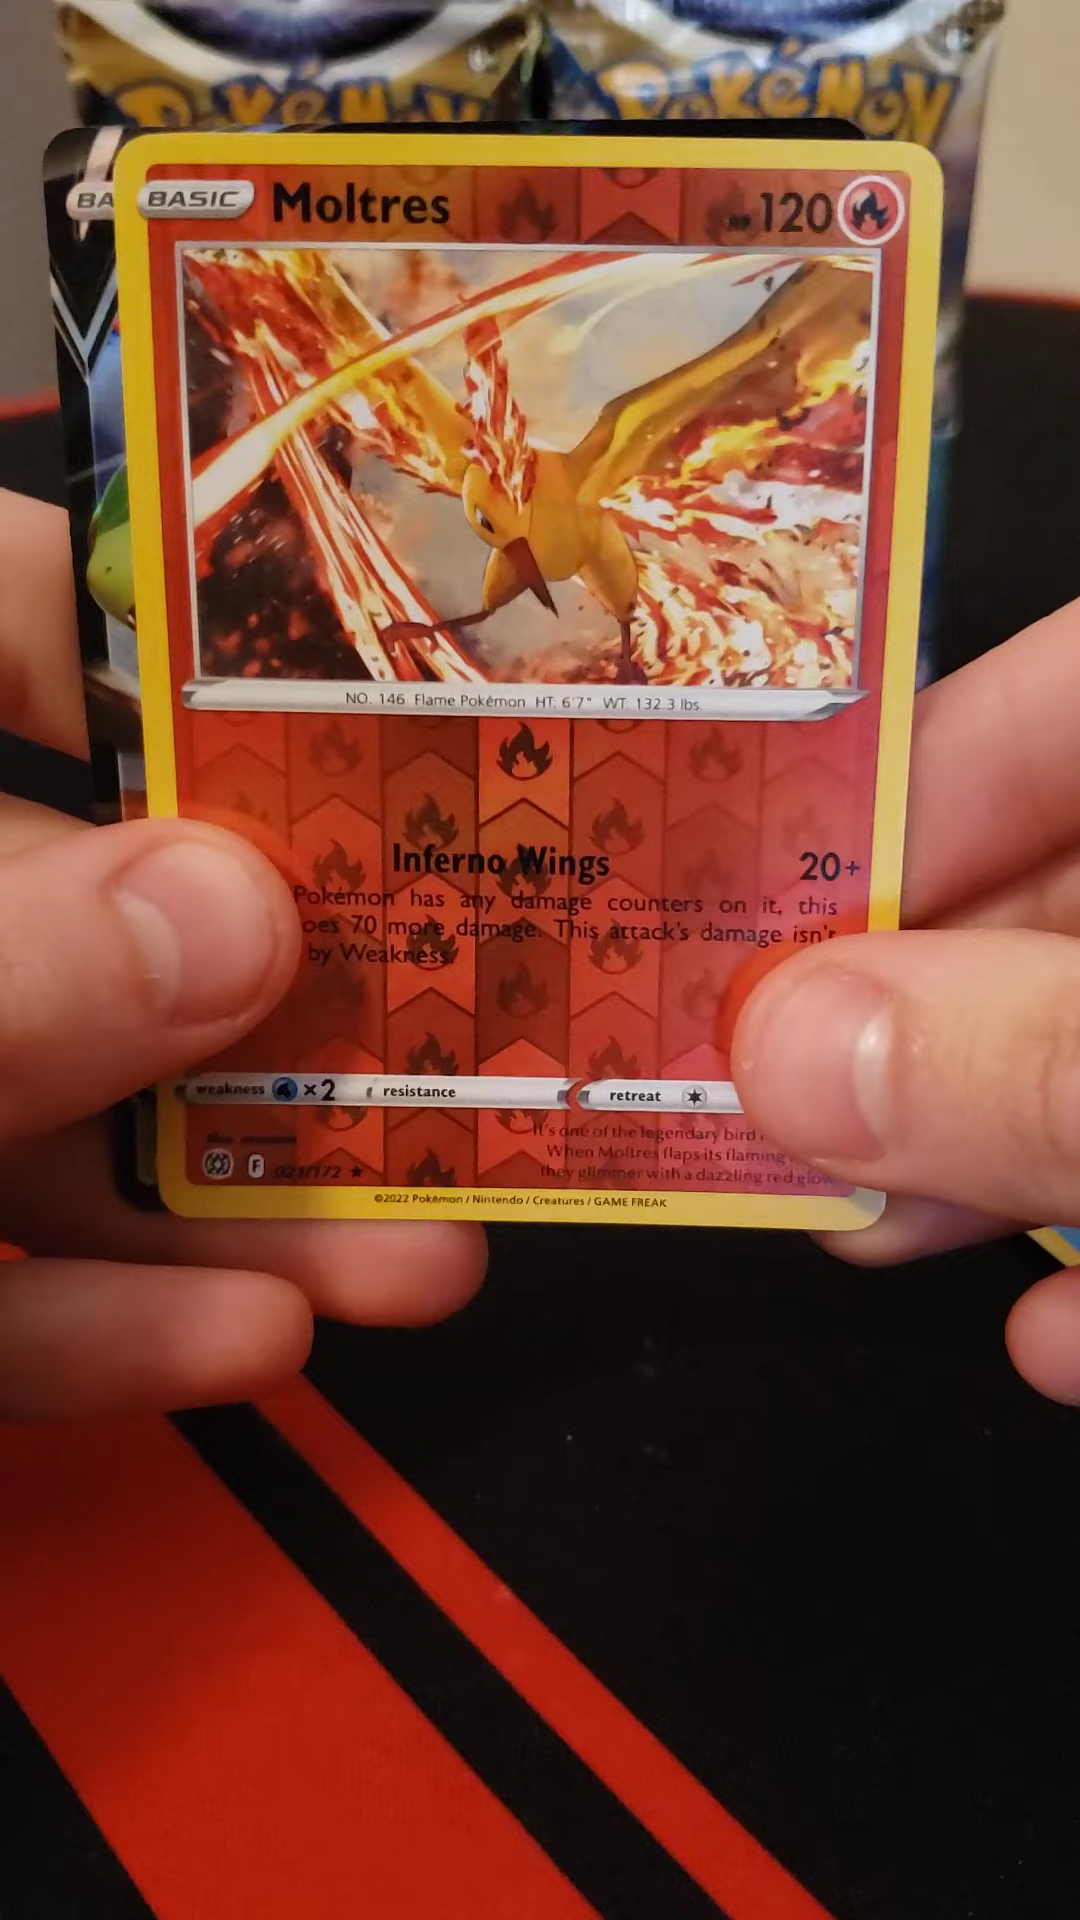 Pokémon Pokémon
BA BASIC Moltres HP 120
NO. 146 Flame Pokémon HT: 6'7" WT. 132.3 lbs.
Inferno Wings 20+
Pokémon has any damage counters on it, this
oes 70 more damage. This attack's damage isn't
by Weakness.
weakness ×2 resistance retreat
It's one of the legendary bird
When Moltres flaps its flaming
F 021/172 they glimmer with a dazzling red glow
©2022 Pokémon / Nintendo / Creatures / GAME FREAK